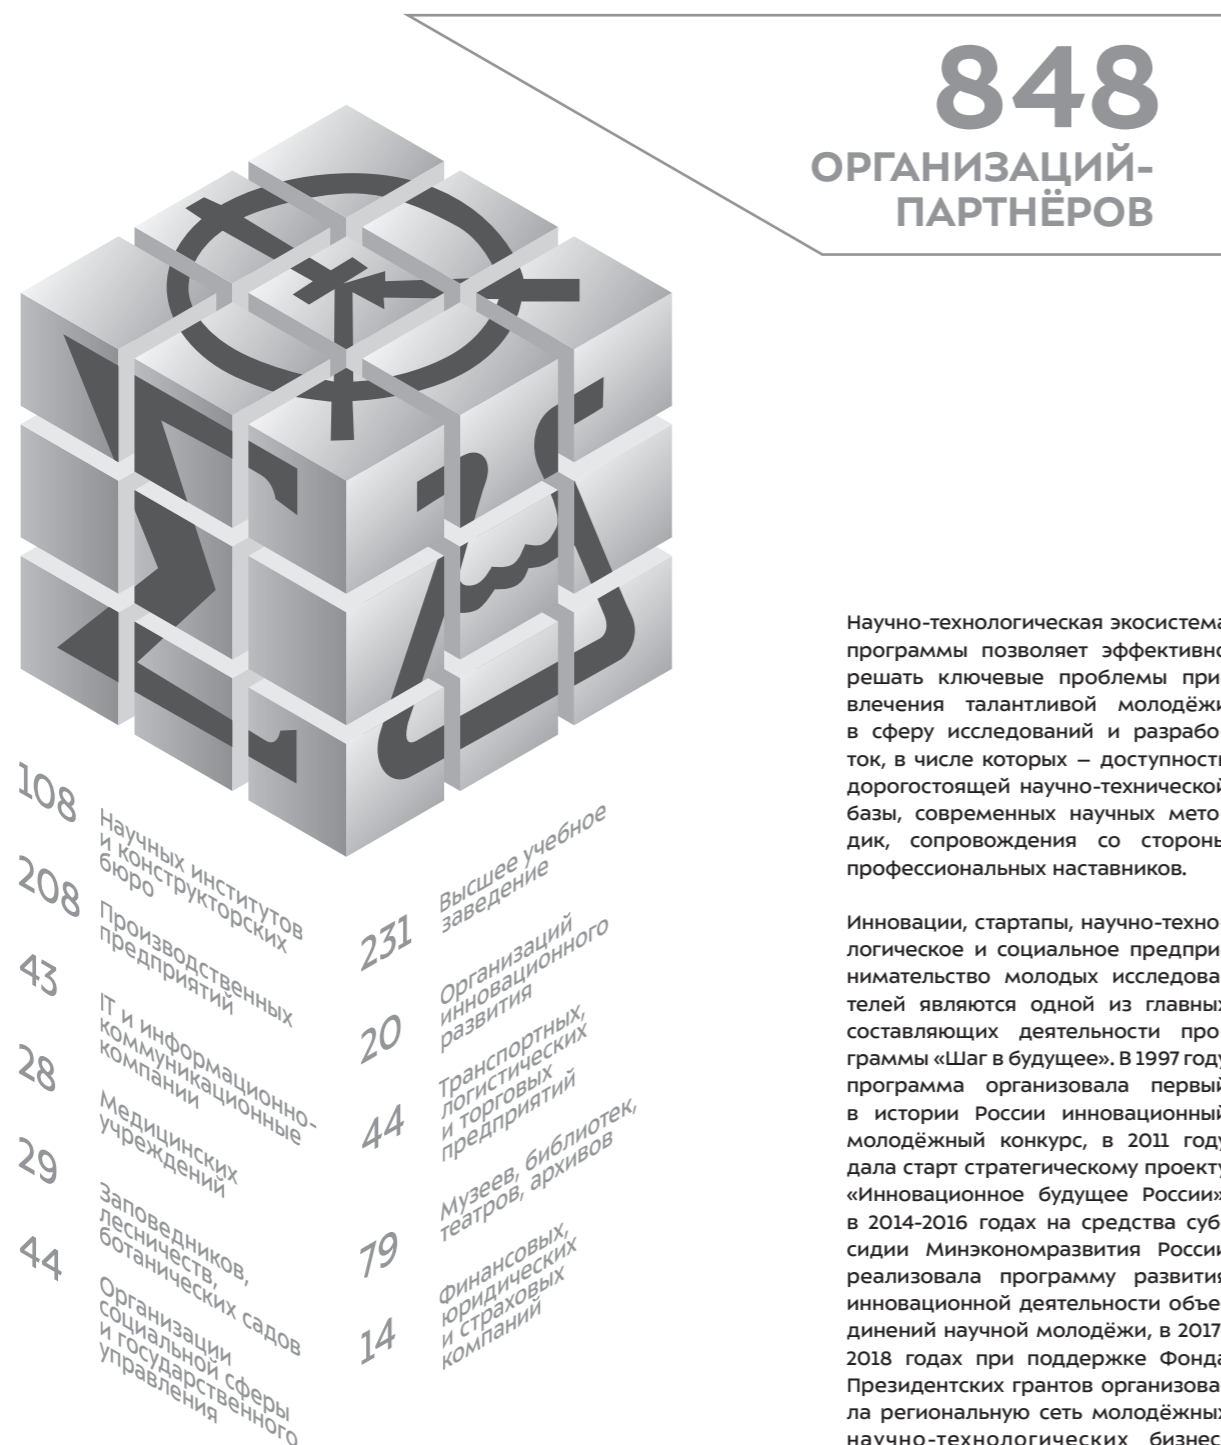 848
ОРГАНИЗАЦИЙ-
ПАРТНЁРОВ
108
Научных институтов
и конструкторских
бюро
208
Производственных
предприятий
43
IT и информационно-
коммуникационные
компании
28
Медицинских
учреждений
29
Заповедников,
лесничеств,
ботанических садов
44
Организации
социальной сферы
и государственного
управления
231
Высшее учебное
заведение
20
Организаций
инновационного
развития
44
Транспортных,
логистических
и торговых
предприятий
79
Музеев, библиотек,
театров, архивов
14
Финансовых,
юридических
и страховых
компаний
Научно-технологическая экосистема
программы позволяет эффективно
решать ключевые проблемы при-
влечения талантливой молодёжи
в сферу исследований и разрабо-
ток, в числе которых – доступность
дорогостоящей научно-технической
базы, современных научных мето-
дик, сопровождения со стороны
профессиональных наставников.
Инновации, стартапы, научно-техно-
логическое и социальное предпри-
нимательство молодых исследова-
телей являются одной из главных
составляющих деятельности про-
граммы «Шаг в будущее». В 1997 году
программа организовала первый
в истории России инновационный
молодёжный конкурс, в 2011 году
дала старт стратегическому проекту
«Инновационное будущее России»
в 2014-2016 годах на средства суб-
сидии Минэкономразвития России
реализовала программу развития
инновационной деятельности объе-
динений научной молодёжи, в 2017-
2018 годах при поддержке Фонда
Президентских грантов организова-
ла региональную сеть молодёжных
научно-технологических бизнес-